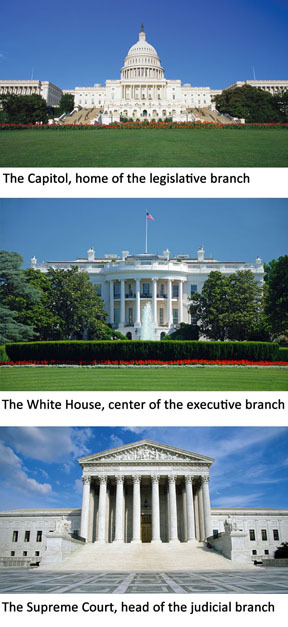 The Capitol, home of the legislative branch
The White House, center of the executive branch
The Supreme Court, head of the judicial branch